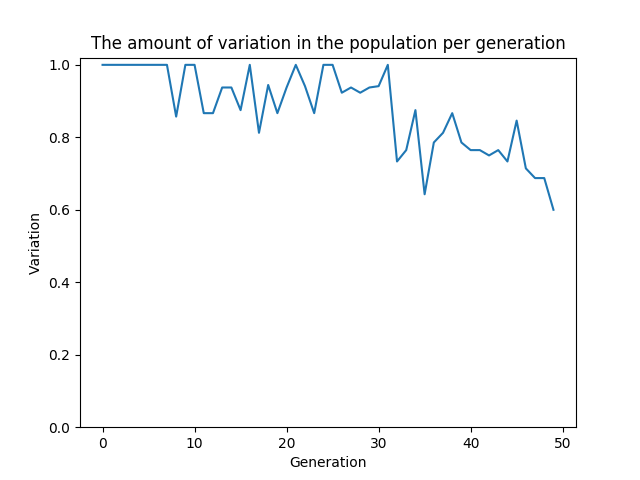 The amount of variation in the population per generation
1.0
0.8
0.6
0.4
0.2
0.0
Variation
0 10 20 30 40 50
Generation